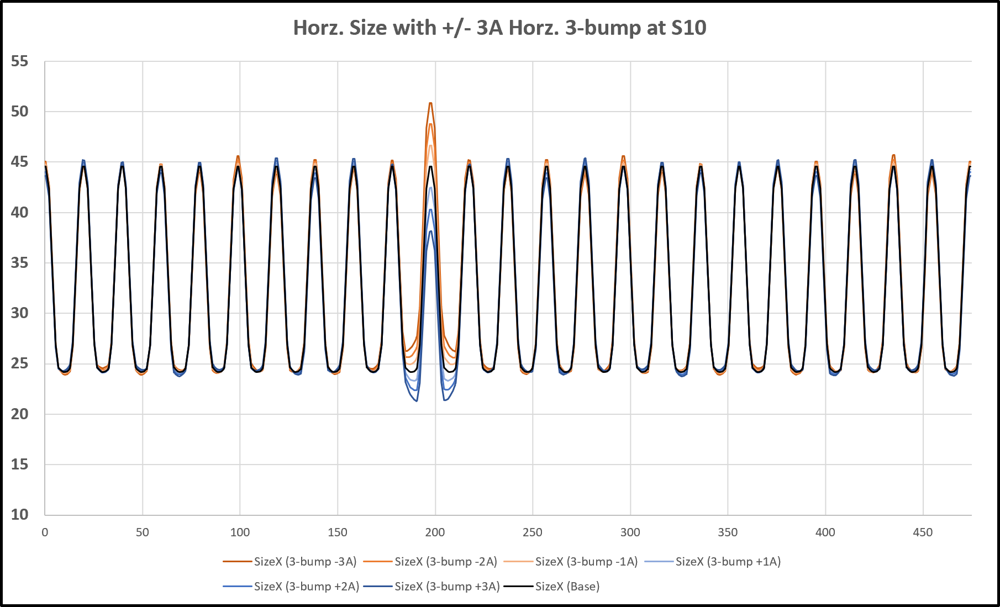 Horz. Size with +/- 3A Horz. 3-bump at S10
55
50
45
40
35
30
25
20
15
10
0 50 100 150 200 250 300 350 400 450
SizeX (3-bump -3A) SizeX (3-bump -2A) SizeX (3-bump -1A) SizeX (3-bump +1A)
SizeX (3-bump +2A) SizeX (3-bump +3A) SizeX (Base)